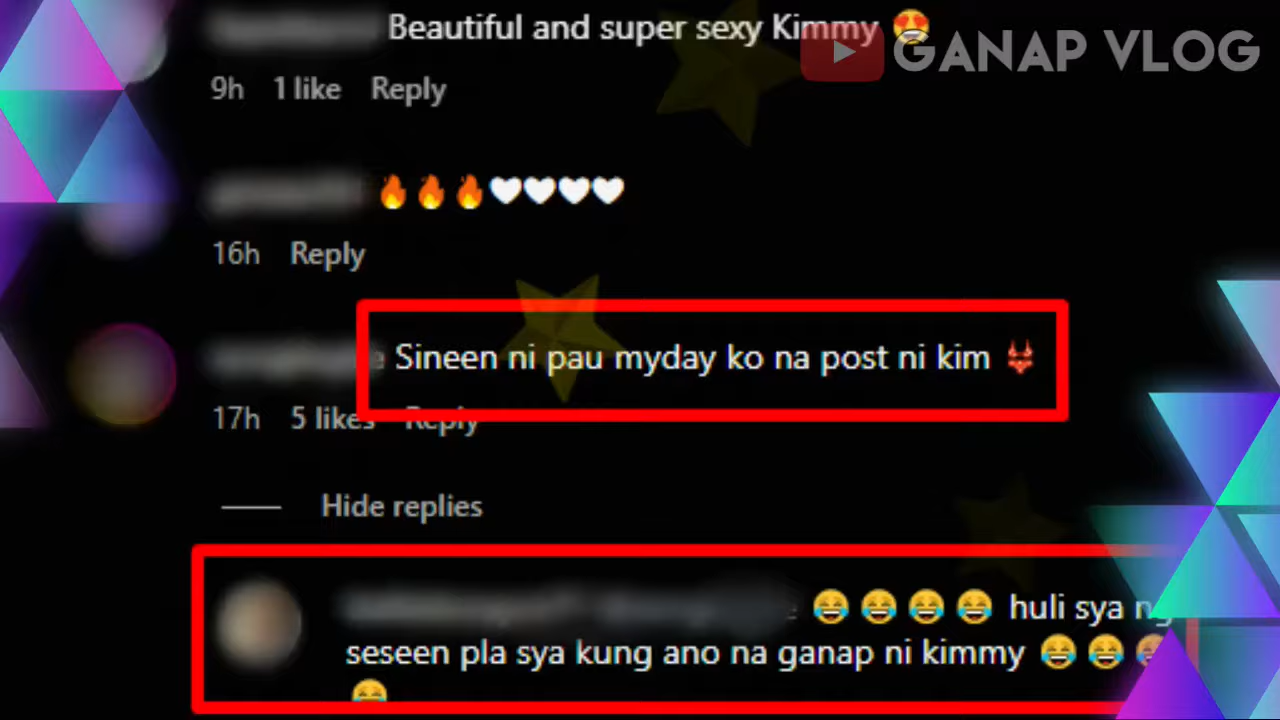 Beautiful and super sexy Kimmy 😍
GANAP VLOG
9h 1 like Reply
🔥🔥🔥🤍🤍🤍🤍
16h Reply
Sineen ni pau myday ko na post ni kim 👙
17h 5 likes Reply
Hide replies
😂😂😂😂 huli sya ng
seseen pla sya kung ano na ganap ni kimmy 😂😂😂
😂